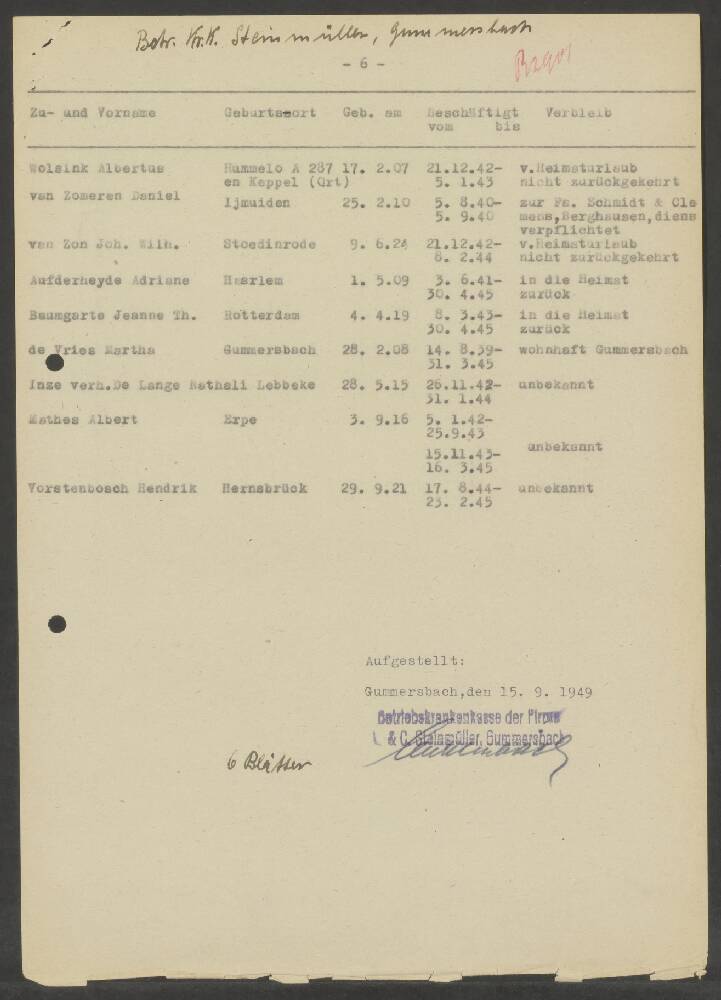 Betr. Kr.K. Steinmüller, Gummersbach
- 6 -
Zu- und Vorname Geburtsort Geb. am Beschäftigt Verbleib
vom bis
Wolsink Albertus Hummelo A 287 17. 2.07 21.12.42- v.Heimaturlaub
en Keppel (Grt) 5. 1.43 nicht zurückgekehrt
van Zomeren Daniel Ijmuiden 25. 2.10 5. 8.40- zur Fa. Schmidt & Cle
5. 9.40 mens,Berghausen,diens
verpflichtet
van Zon Joh. Wilh. Stoedinrode 9. 6.24 21.12.42- v.Heimaturlaub
8. 2.44 nicht zurückgekehrt
Aufderheyde Adriane Haarlem 1. 5.09 3. 6.41- in die Heimat
30. 4.45 zurück
Baumgarts Jeanne Th. Rotterdam 4. 4.19 8. 3.43- in die Heimat
30. 4.45 zurück
de Vries Martha Gummersbach 28. 2.08 14. 8.39- wohnhaft Gummersbach
31. 3.45
Inze verh.De Lange Nathali Lebbeke 28. 5.15 26.11.42- unbekannt
31. 1.44
Mathes Albert Erpe 3. 9.16 5. 1.42-
25.9.43
unbekannt
15.11.43-
16. 3.45
Vorstenbosch Hendrik Hernsbrück 29. 9.21 17. 8.44- unbekannt
23. 2.45
Aufgestellt:
Gummersbach,den 15. 9. 1949
Betriebskrankenkasse der Firma
& C. Steinmüller, Gummersbach
6 Blätter